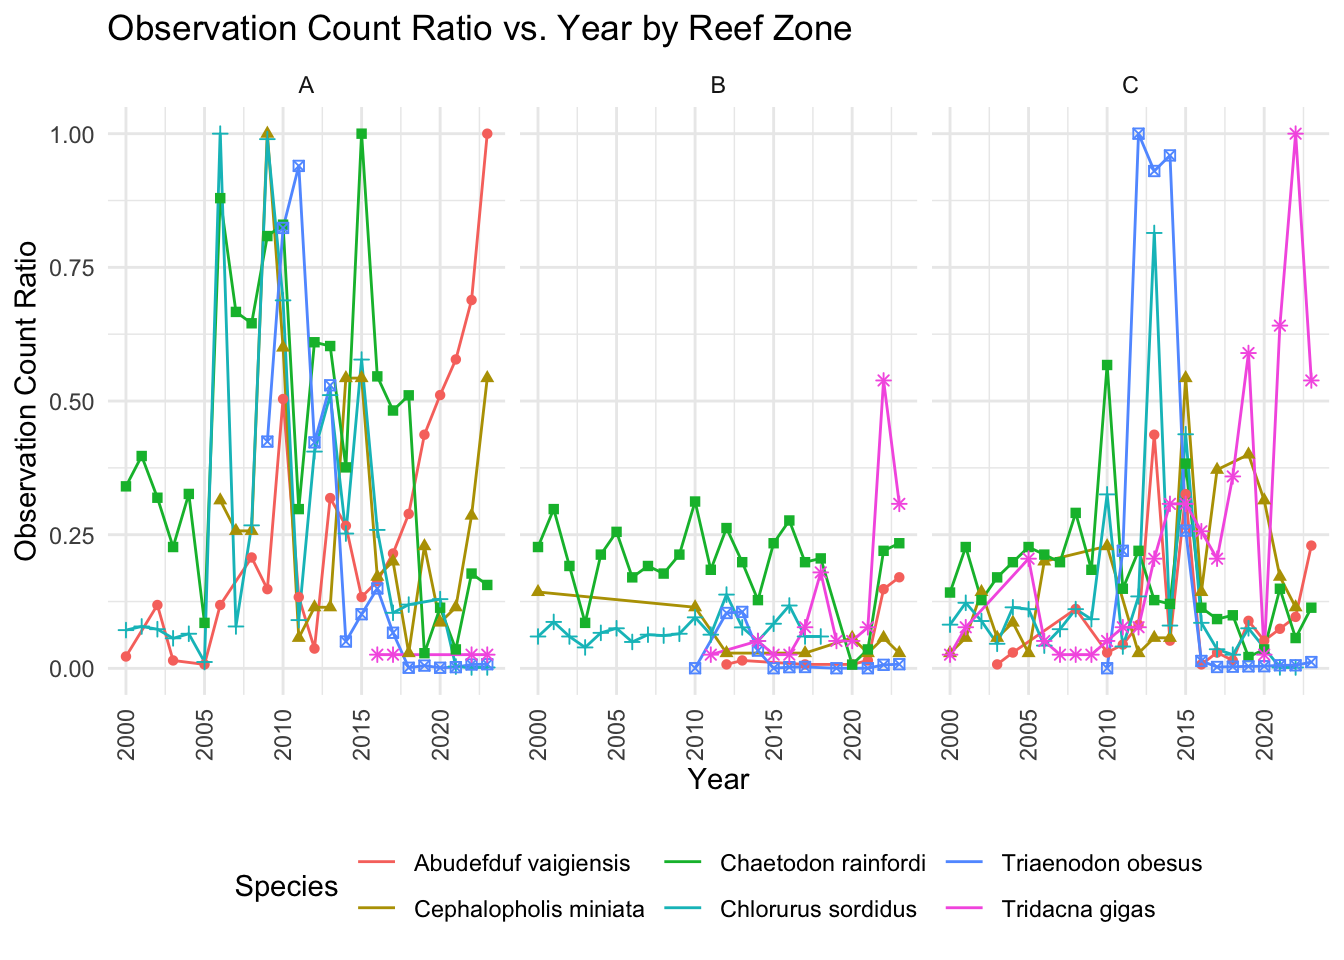 Observation Count Ratio vs. Year by Reef Zone
A B C
Observation Count Ratio
1.00
0.75
0.50
0.25
0.00
2000 2005 2010 2015 2020 2000 2005 2010 2015 2020 2000 2005 2010 2015 2020
Year
Species
Abudefduf vaigiensis Chaetodon rainfordi Triaenodon obesus
Cephalopholis miniata Chlorurus sordidus Tridacna gigas